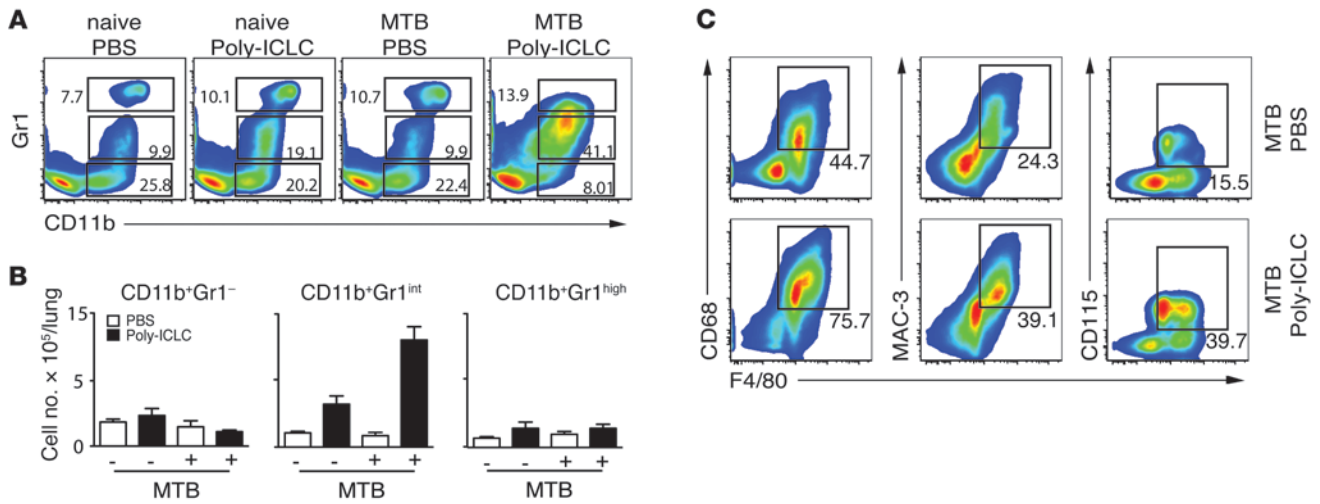 A
naive PBS
naive Poly-ICLC
MTB PBS
MTB Poly-ICLC
Gr1
7.7
9.9
25.8
10.1
19.1
20.2
10.7
9.9
22.4
13.9
41.1
8.01
CD11b
B
Cell no. × 10⁵/lung
15
5
0
CD11b⁺Gr1⁻
PBS
Poly-ICLC
- - + +
MTB
CD11b⁺Gr1ⁱⁿᵗ
- - + +
MTB
CD11b⁺Gr1ʰⁱᵍʰ
- - + +
MTB
C
CD68
MAC-3
CD115
44.7
24.3
15.5
MTB PBS
75.7
39.1
39.7
MTB Poly-ICLC
F4/80